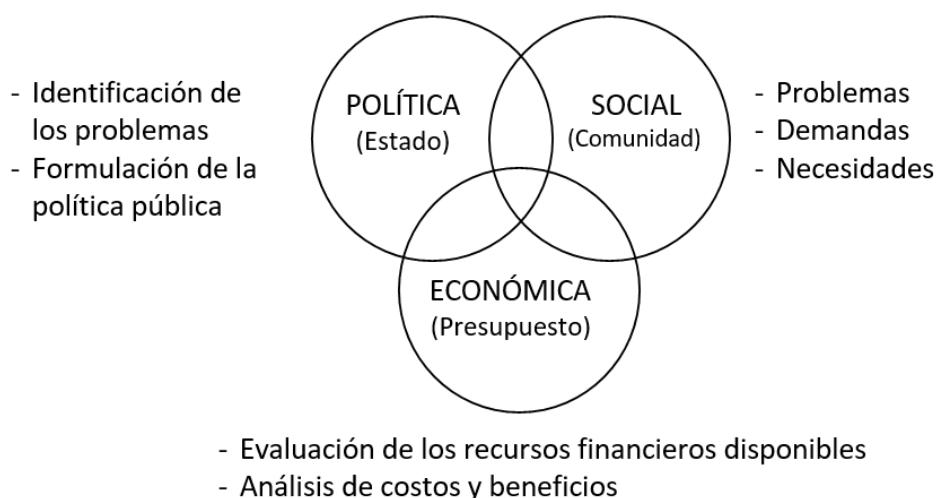 - Identificación de
los problemas
- Formulación de la
política pública
POLÍTICA
(Estado)
SOCIAL
(Comunidad)
- Problemas
- Demandas
- Necesidades
ECONÓMICA
(Presupuesto)
- Evaluación de los recursos financieros disponibles
- Análisis de costos y beneficios